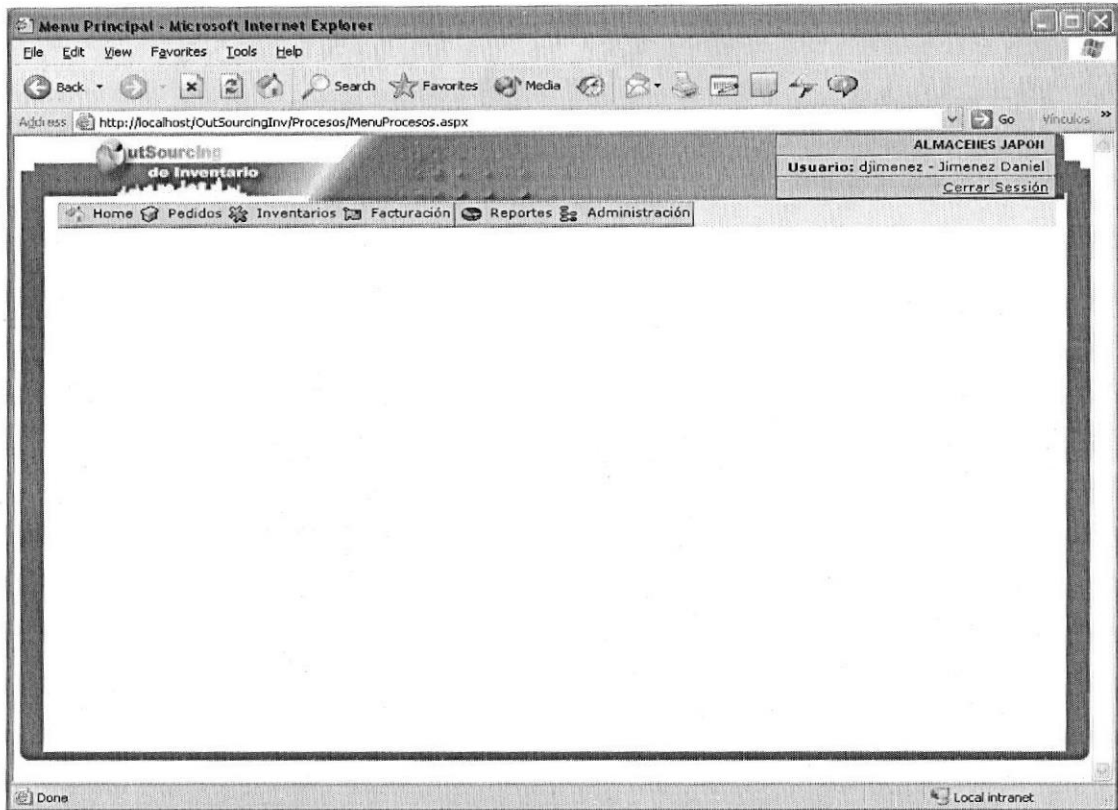 Menu Principal - Microsoft Internet Explorer
File Edit View Favorites Tools Help
Back Search Favorites Media
Address http://localhost/OutSourcingInv/Procesos/MenuProcesos.aspx Go Vínculos »
OutSourcing
de Inventario
ALMACENES JAPON
Usuario: djimenez - Jimenez Daniel
Cerrar Sessión
Home Pedidos Inventarios Facturación Reportes Administración
Done Local intranet